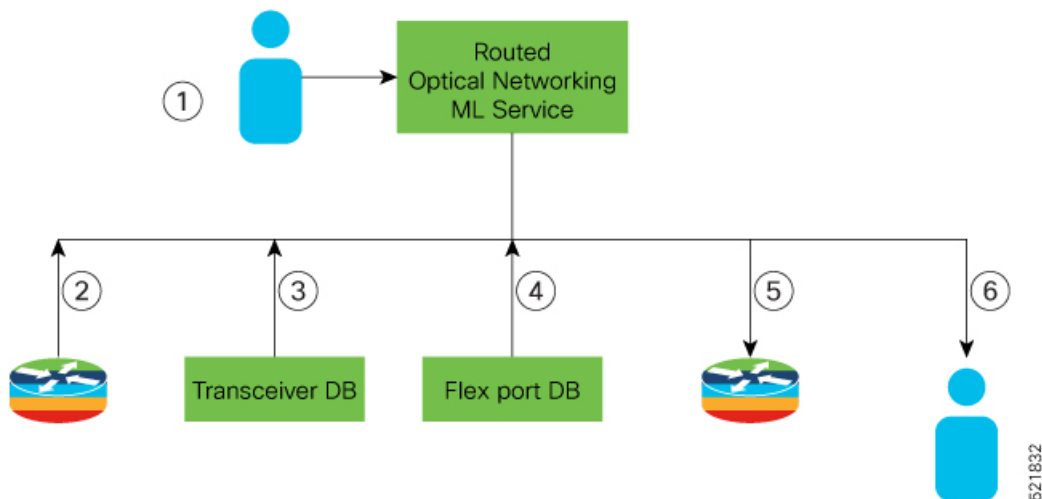 Routed
Optical Networking
ML Service
1
2
3
4
5
6
Transceiver DB
Flex port DB
521832